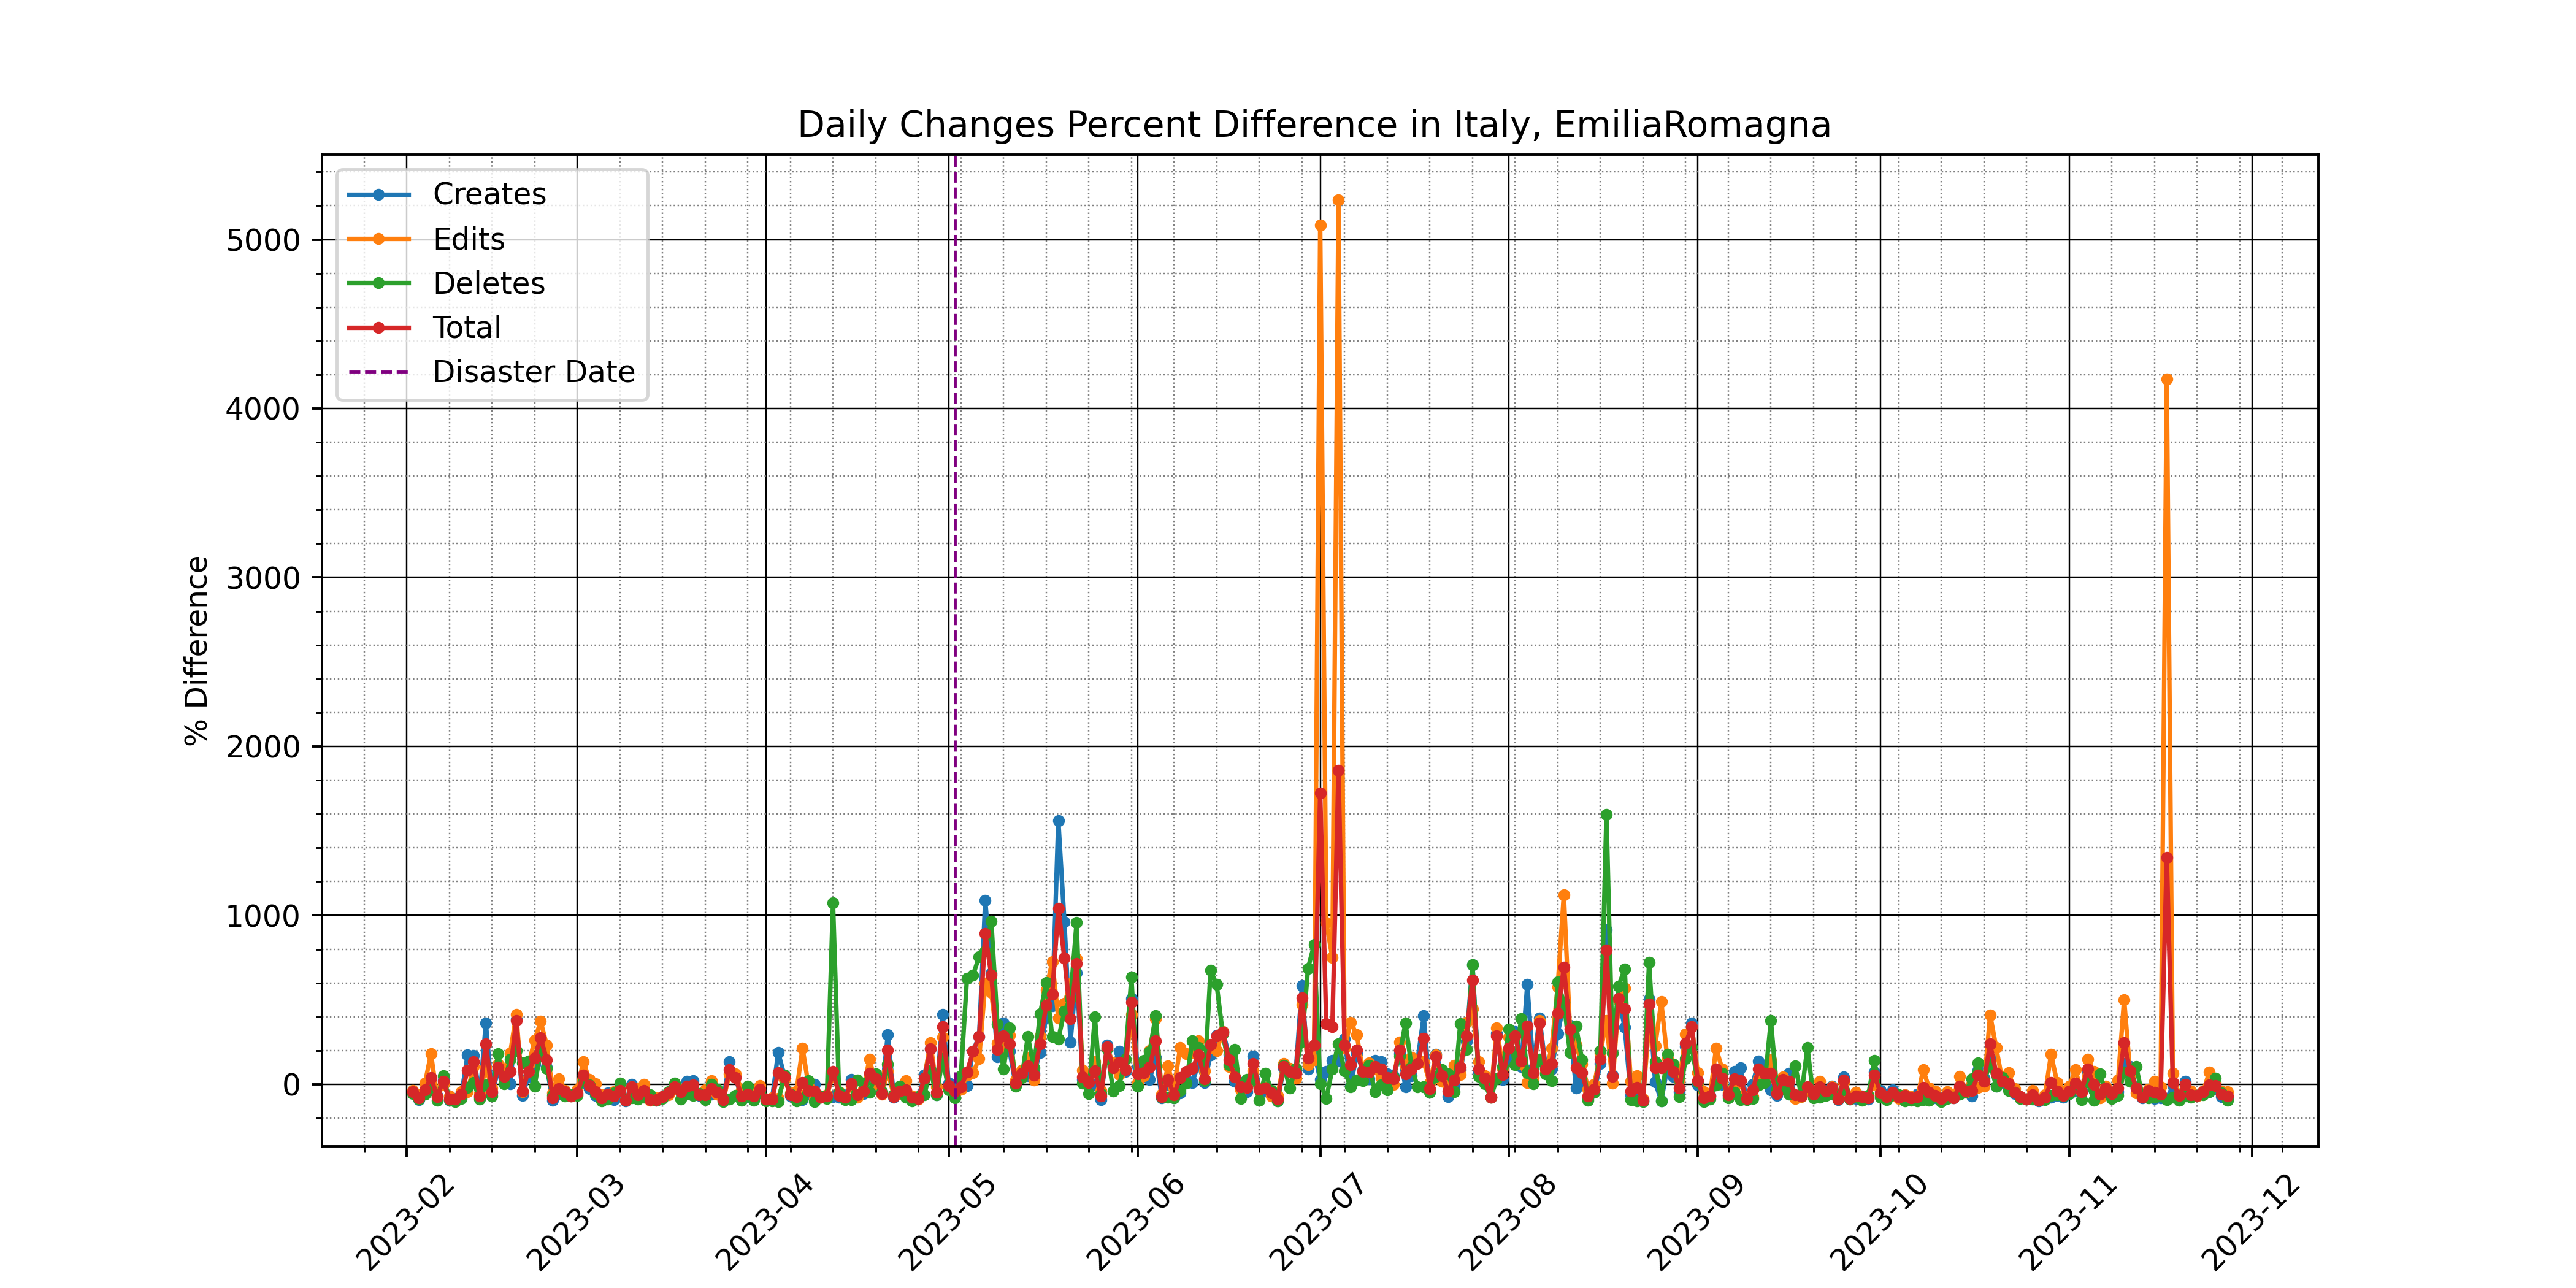 Daily Changes Percent Difference in Italy, EmiliaRomagna
Creates
Edits
Deletes
Total
Disaster Date
% Difference
5000
4000
3000
2000
1000
0
2023-02
2023-03
2023-04
2023-05
2023-06
2023-07
2023-08
2023-09
2023-10
2023-11
2023-12